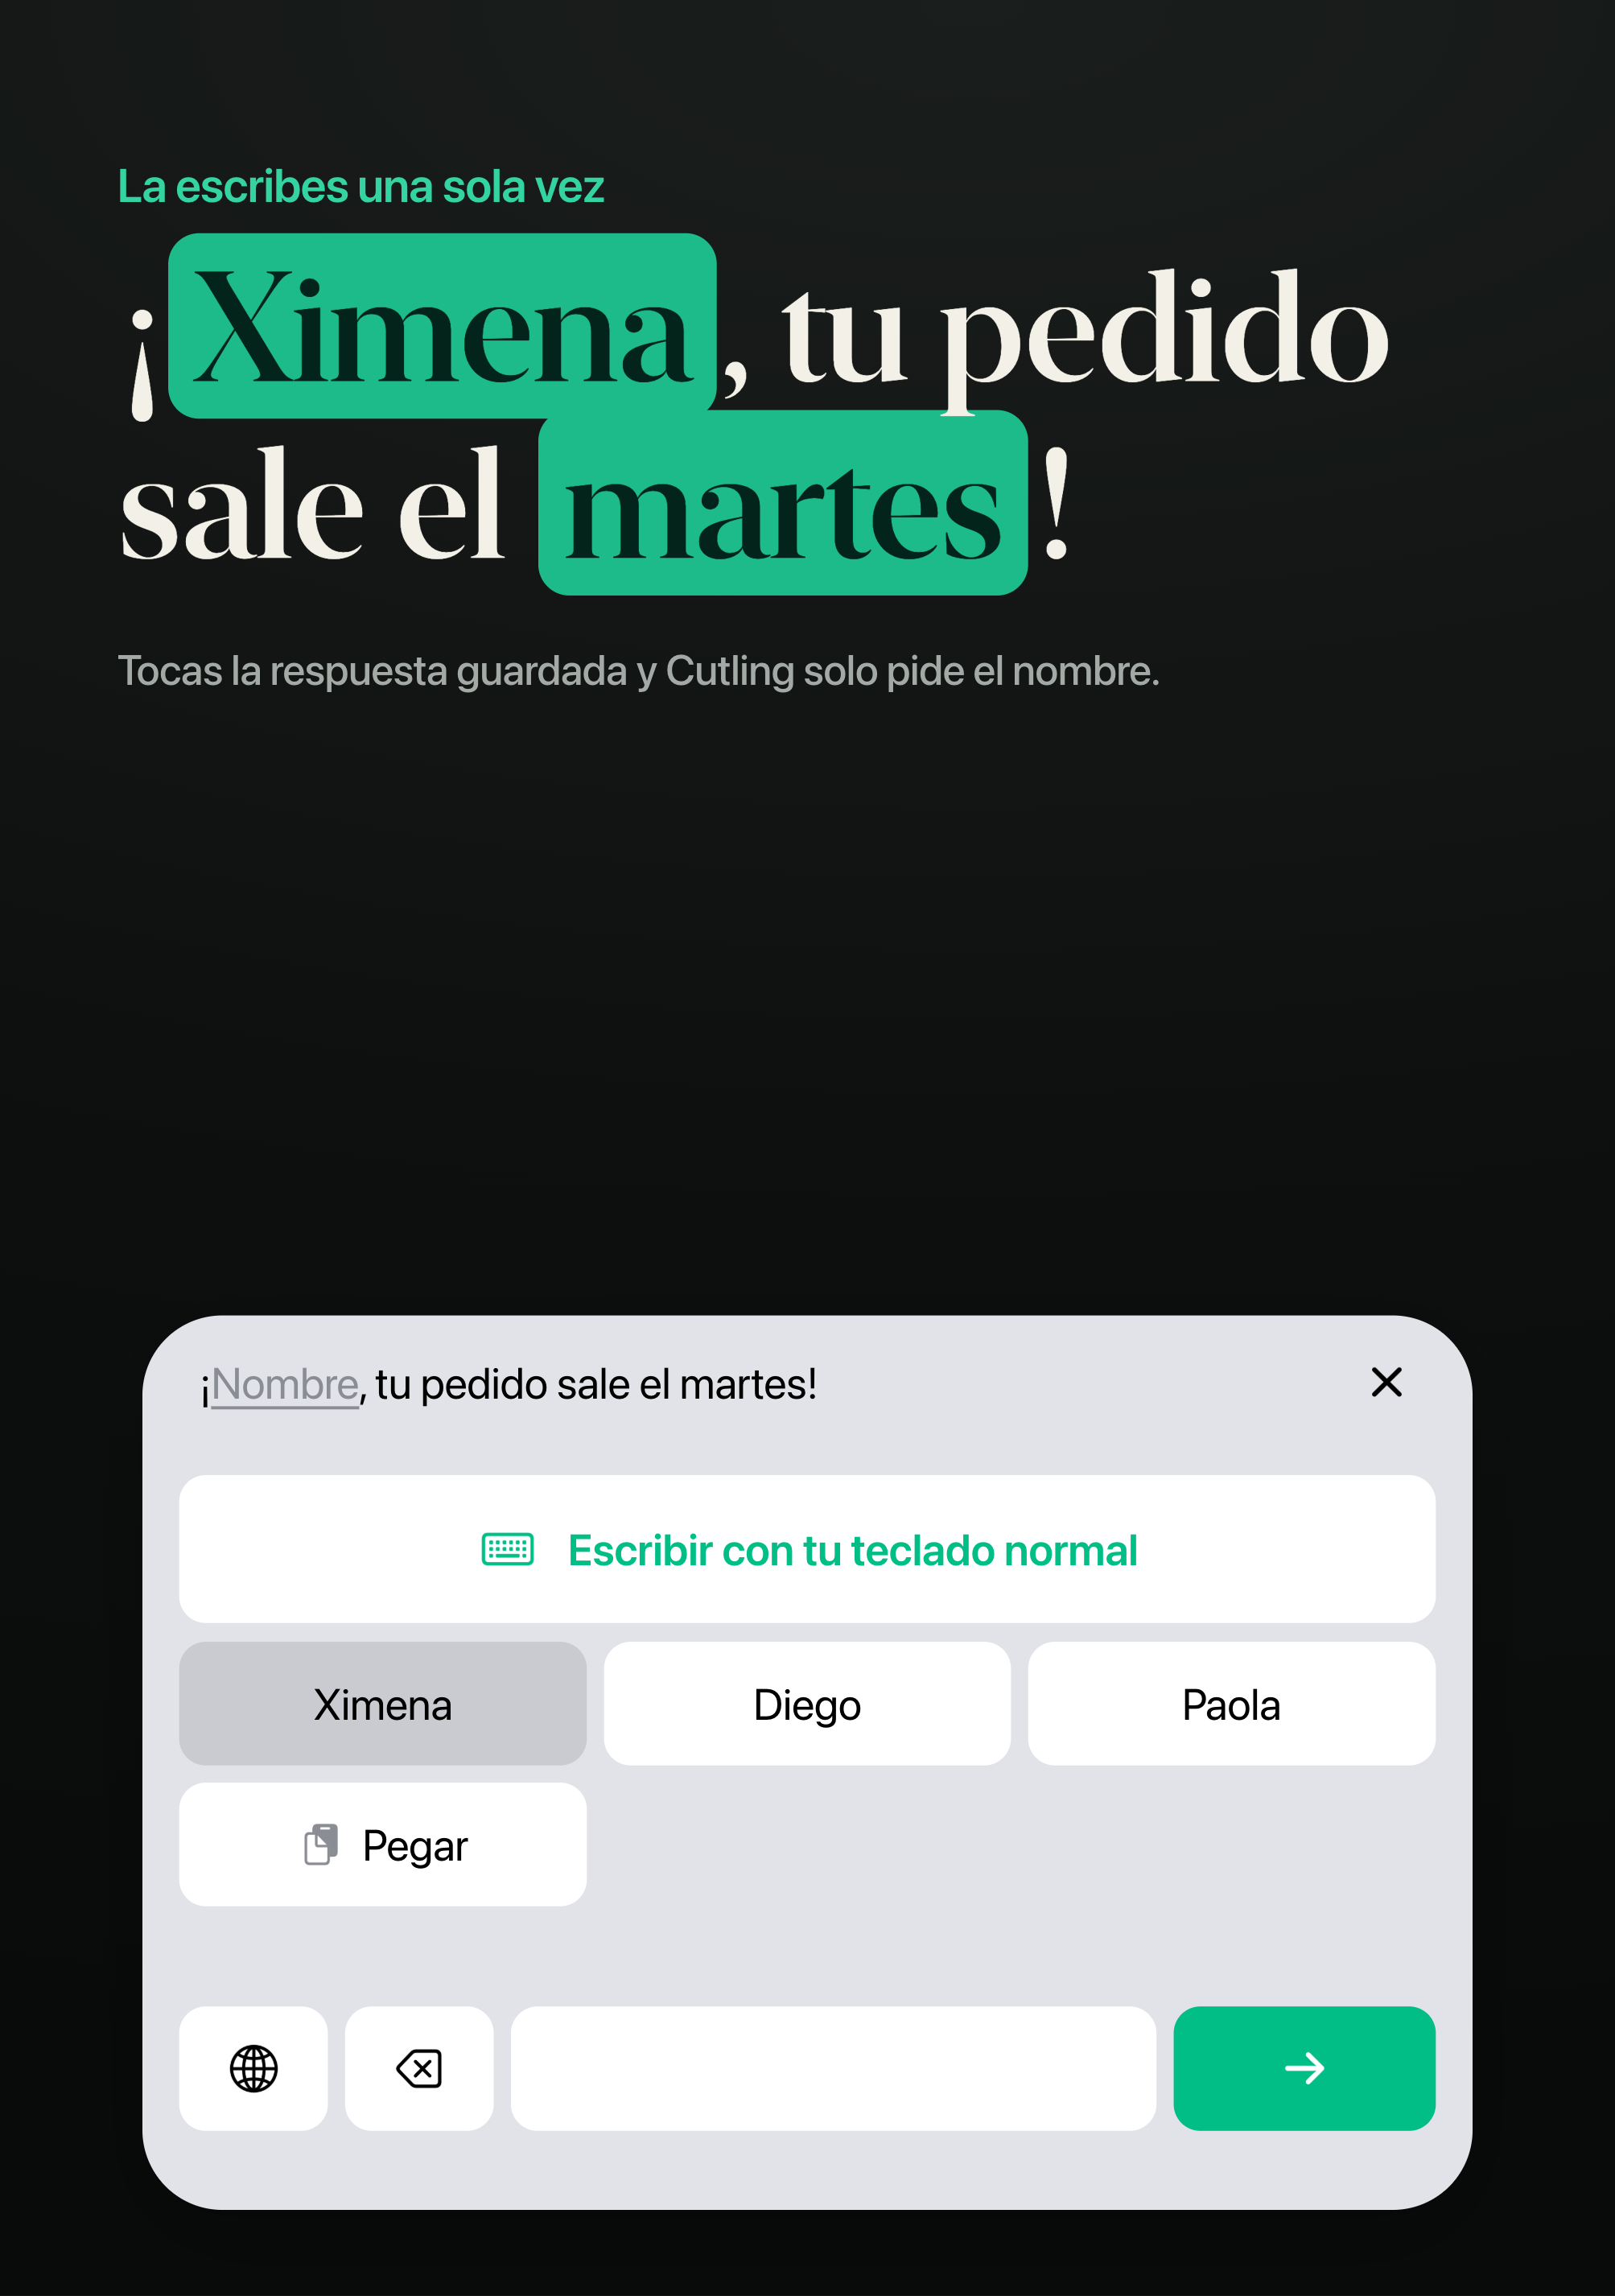 La escribes una sola vez
¡Ximena, tu pedido
sale el martes!
Tocas la respuesta guardada y Cutling solo pide el nombre.
¡Nombre, tu pedido sale el martes!
Escribir con tu teclado normal
Ximena
Diego
Paola
Pegar